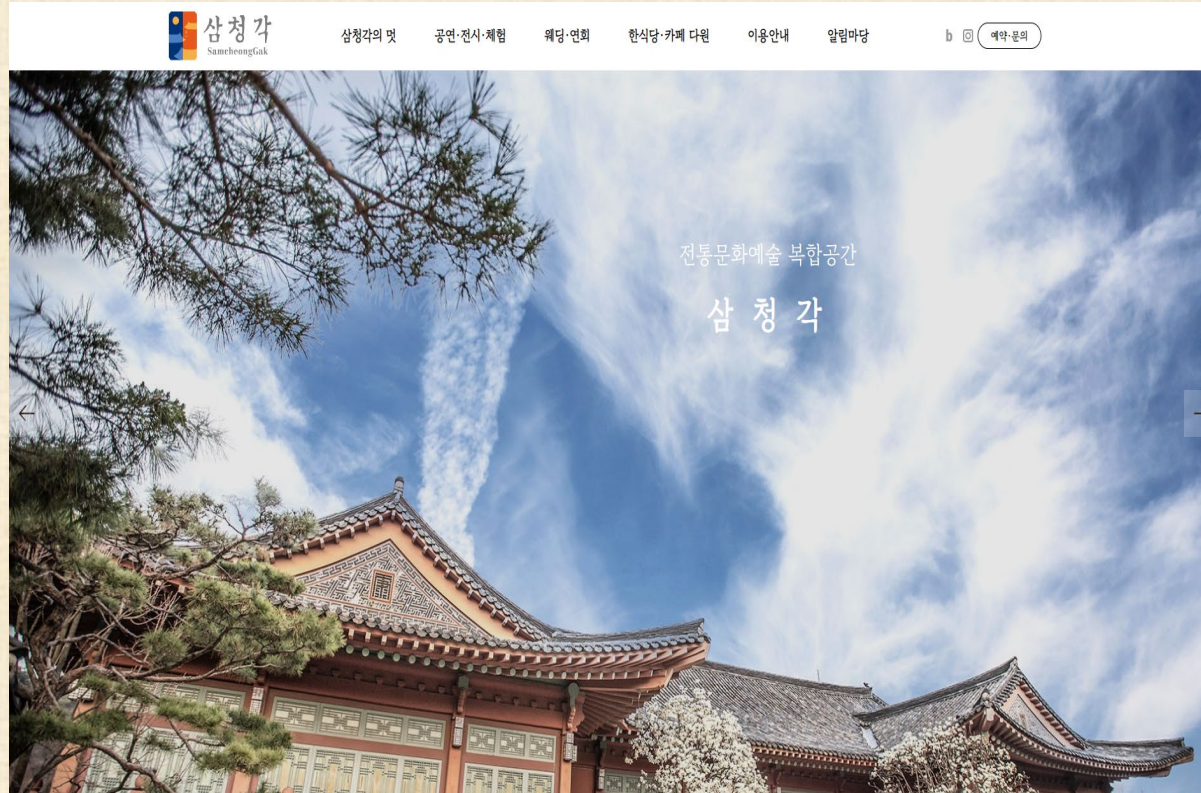 삼청각
SamcheongGak
삼청각의 멋
공연·전시·체험
웨딩·연회
한식당·카페 다원
이용안내
알림마당
b
예약·문의
전통문화예술 복합공간
삼 청 각